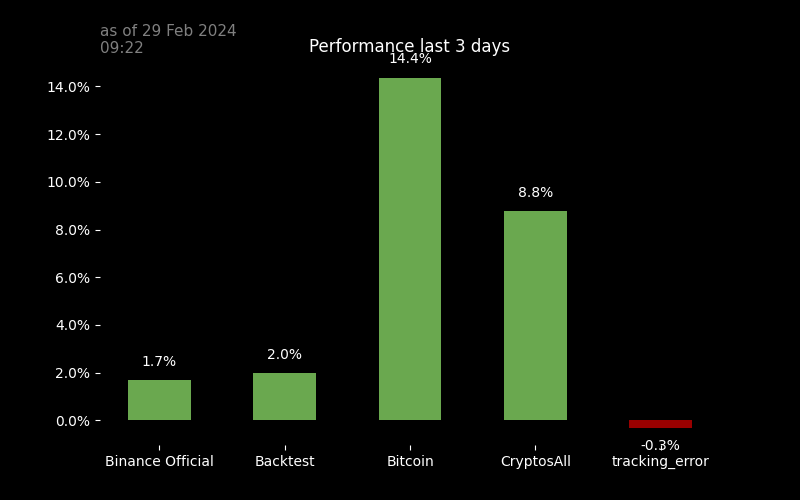 as of 29 Feb 2024
09:22
Performance last 3 days
14.4%
14.0%
12.0%
10.0%
8.8%
8.0%
6.0%
4.0%
2.0%
2.0%
1.7%
0.0%
-0.3%
Binance Official
Backtest
Bitcoin
CryptosAll
tracking_error